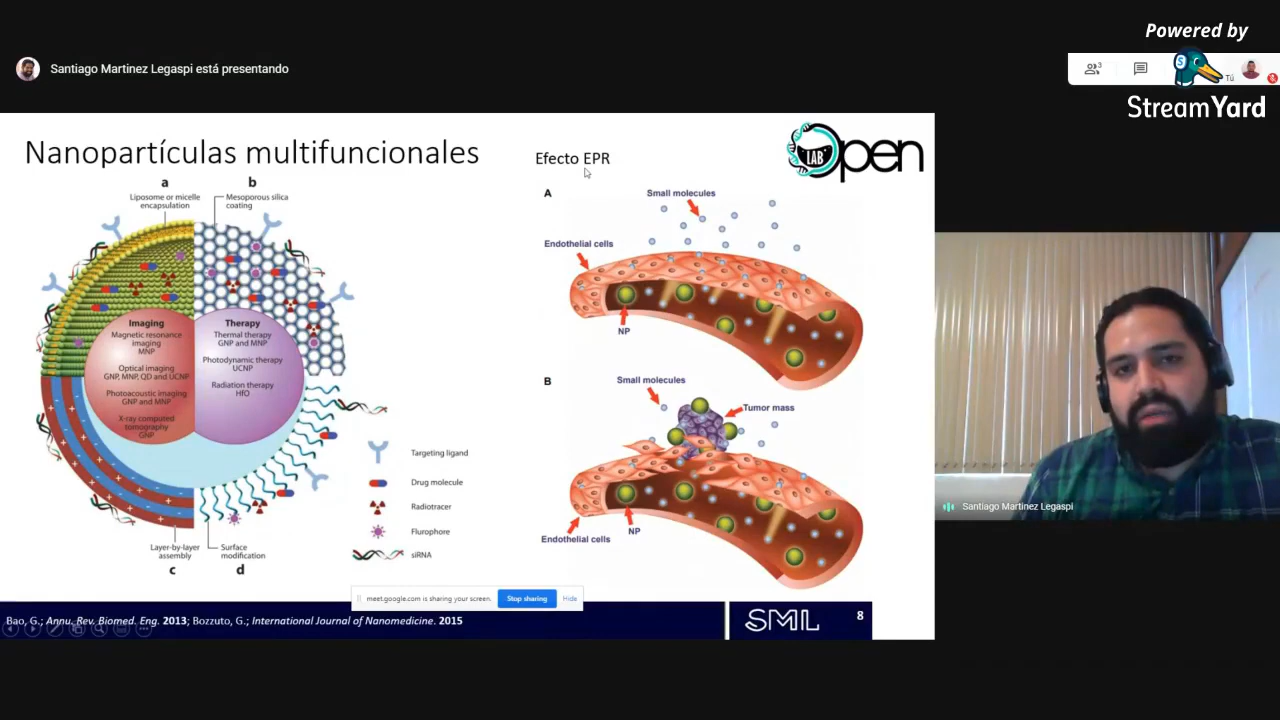 Powered by
StreamYard
Santiago Martinez Legaspi está presentando
3
Tú
Nanopartículas multifuncionales
Efecto EPR
LAB
Open
a
b
Liposome or micelle
encapsulation
Mesoporous silica
coating
Imaging
Magnetic resonance
imaging
MNP
Optical imaging
GNP, MNP, QD and UCNP
Photoacoustic imaging
GNP and MNP
X-ray computed
tomography
GNP
Therapy
Thermal therapy
GNP and MNP
Photodynamic therapy
UCNP
Radiation therapy
HfO
Targeting ligand
Drug molecule
Radiotracer
Flurophore
siRNA
Layer-by-layer
assembly
c
Surface
modification
d
A
Small molecules
Endothelial cells
NP
B
Small molecules
Tumor mass
Endothelial cells
NP
meet.google.com is sharing your screen.
Stop sharing
Hide
Bao, G.; Annu. Rev. Biomed. Eng. 2013; Bozzuto, G.; International Journal of Nanomedicine. 2015
SML
8
Santiago Martinez Legaspi